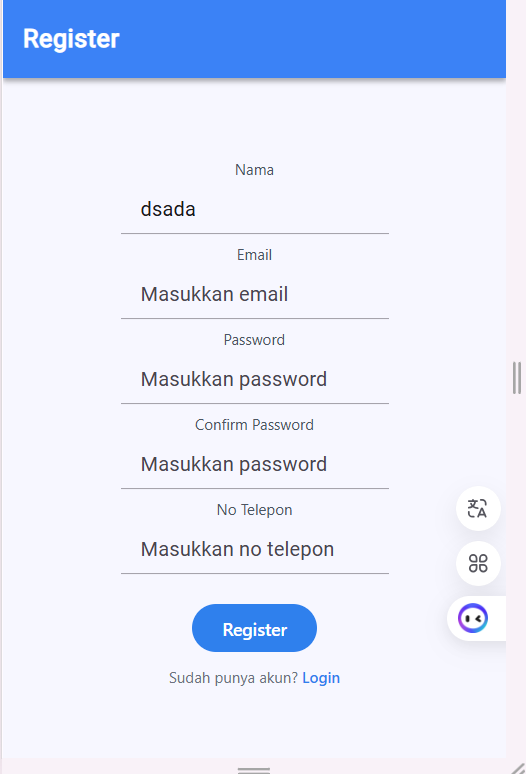 Register
Nama
dsada
Email
Masukkan email
Password
Masukkan password
Confirm Password
Masukkan password
No Telepon
Masukkan no telepon
Register
Sudah punya akun? Login